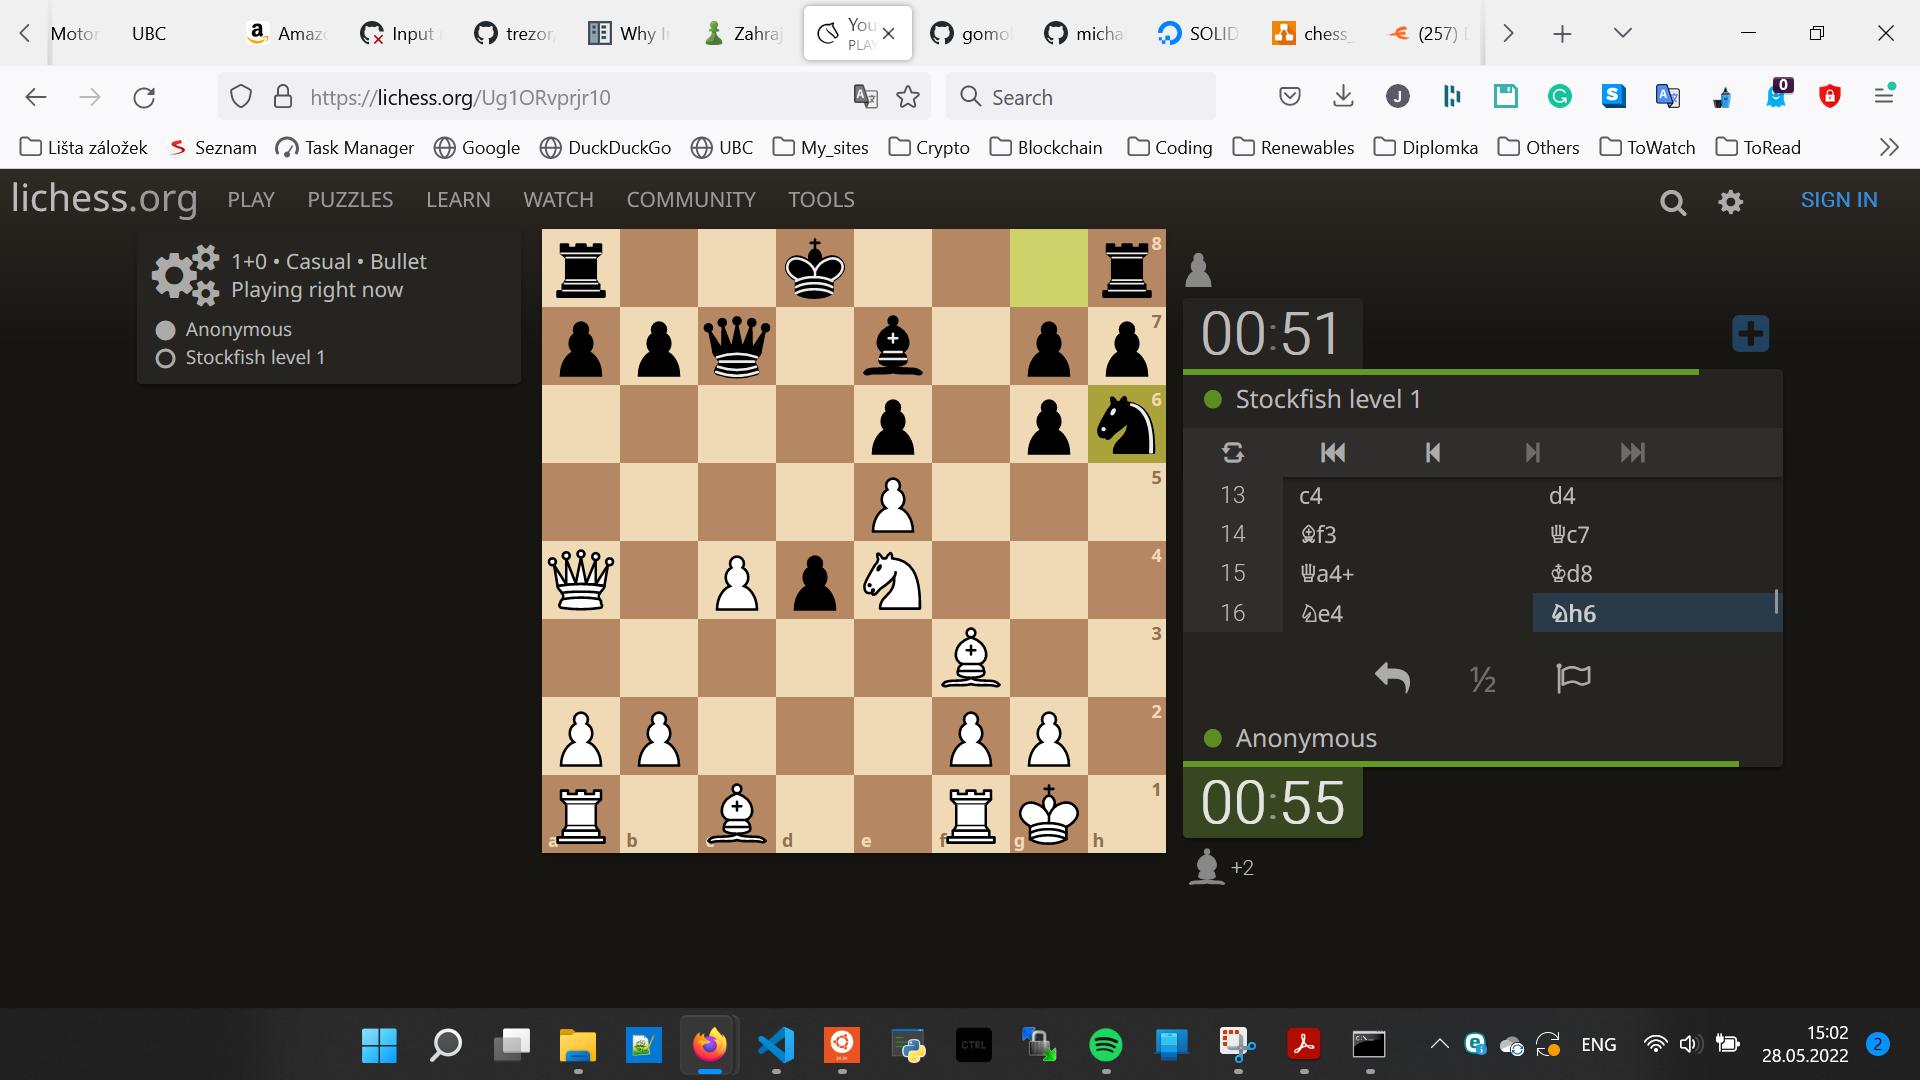 Motor UBC Amazo Input trezor Why I Zahraj You gomo micha SOLID chess_ (257)
PLAY
https://lichess.org/Ug1ORvprjr10 Search 0
Lišta záložek Seznam Task Manager Google DuckDuckGo UBC My_sites Crypto Blockchain Coding Renewables Diplomka Others ToWatch ToRead
lichess.org PLAY PUZZLES LEARN WATCH COMMUNITY TOOLS SIGN IN
1+0 • Casual • Bullet
Playing right now
Anonymous
Stockfish level 1
8
7
6
5
4
3
2
1
a b c d e f g h
00:51
Stockfish level 1
13 c4 d4
14 ♗f3 ♕c7
15 ♕a4+ ♔d8
16 ♘e4 ♘h6
½
Anonymous
00:55
+2
CTRL
ENG
15:02
28.05.2022
2